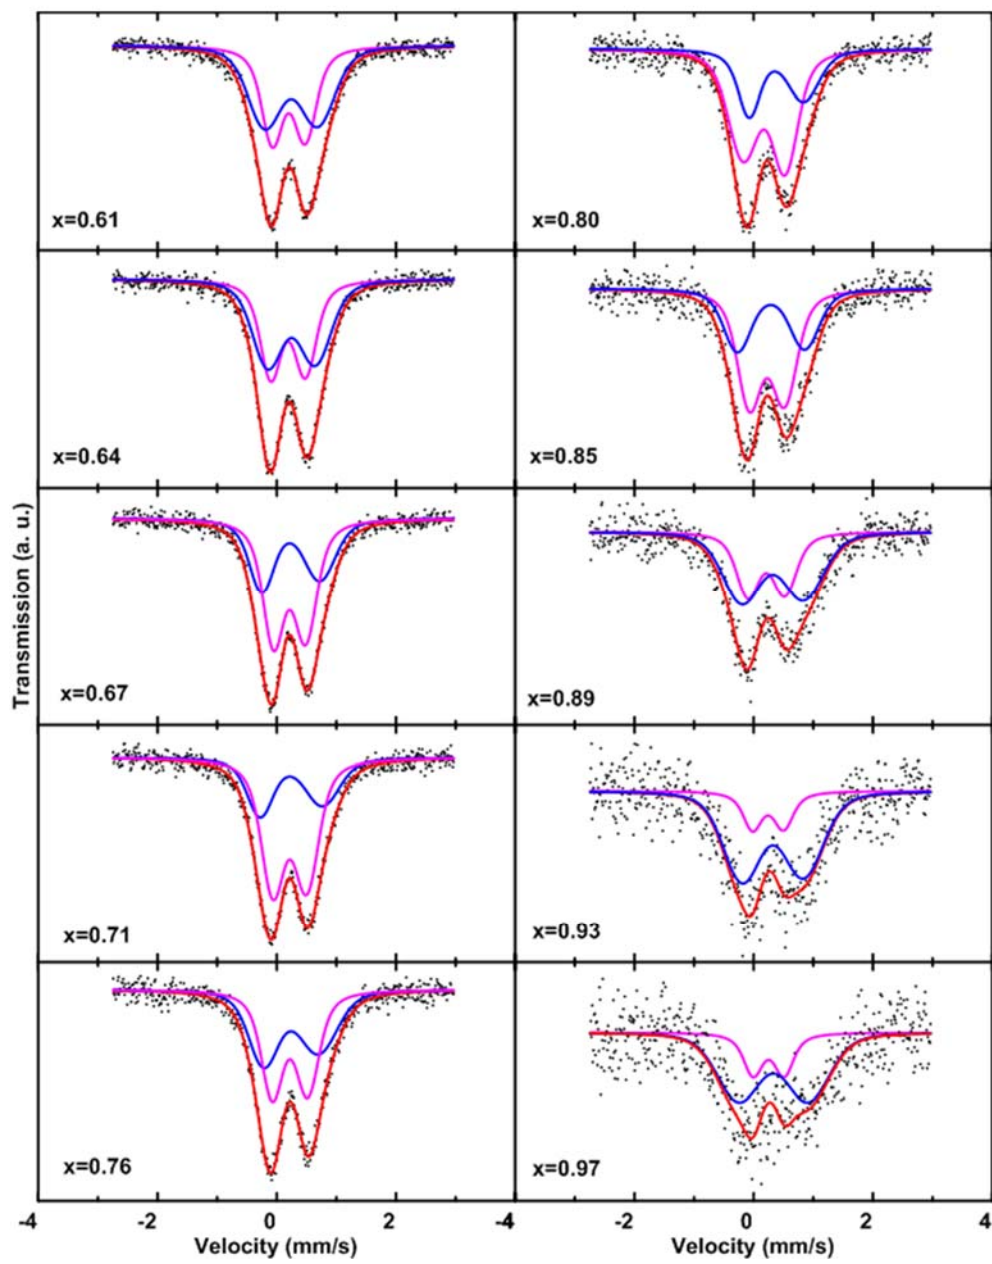 x=0.61
x=0.80
x=0.64
x=0.85
x=0.67
x=0.89
x=0.71
x=0.93
x=0.76
x=0.97
Transmission (a. u.)
-4 -2 0 2 -4 -2 0 2 4
Velocity (mm/s) Velocity (mm/s)